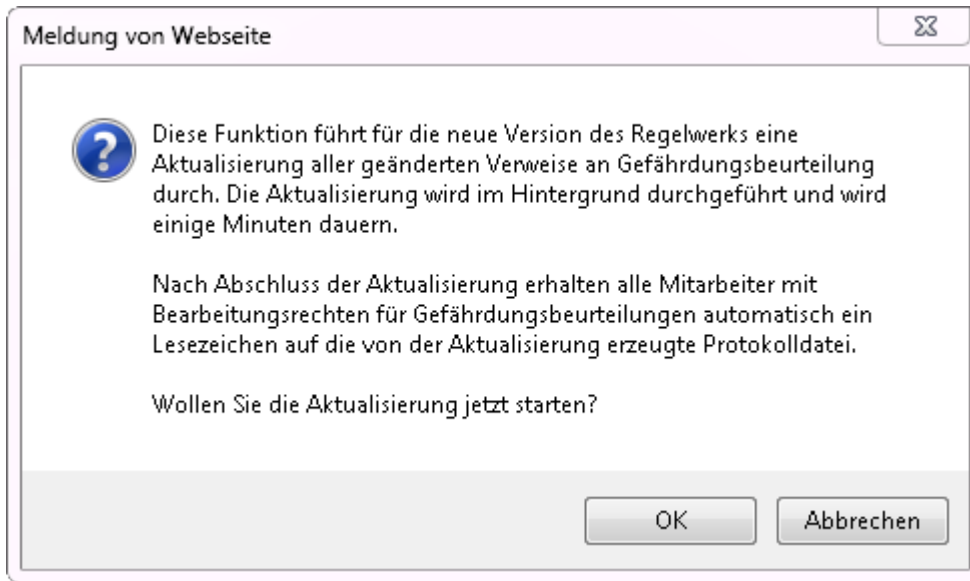 Meldung von Webseite
Diese Funktion führt für die neue Version des Regelwerks eine
Aktualisierung aller geänderten Verweise an Gefährdungsbeurteilung
durch. Die Aktualisierung wird im Hintergrund durchgeführt und wird
einige Minuten dauern.
Nach Abschluss der Aktualisierung erhalten alle Mitarbeiter mit
Bearbeitungsrechten für Gefährdungsbeurteilungen automatisch ein
Lesezeichen auf die von der Aktualisierung erzeugte Protokolldatei.
Wollen Sie die Aktualisierung jetzt starten?
OK
Abbrechen